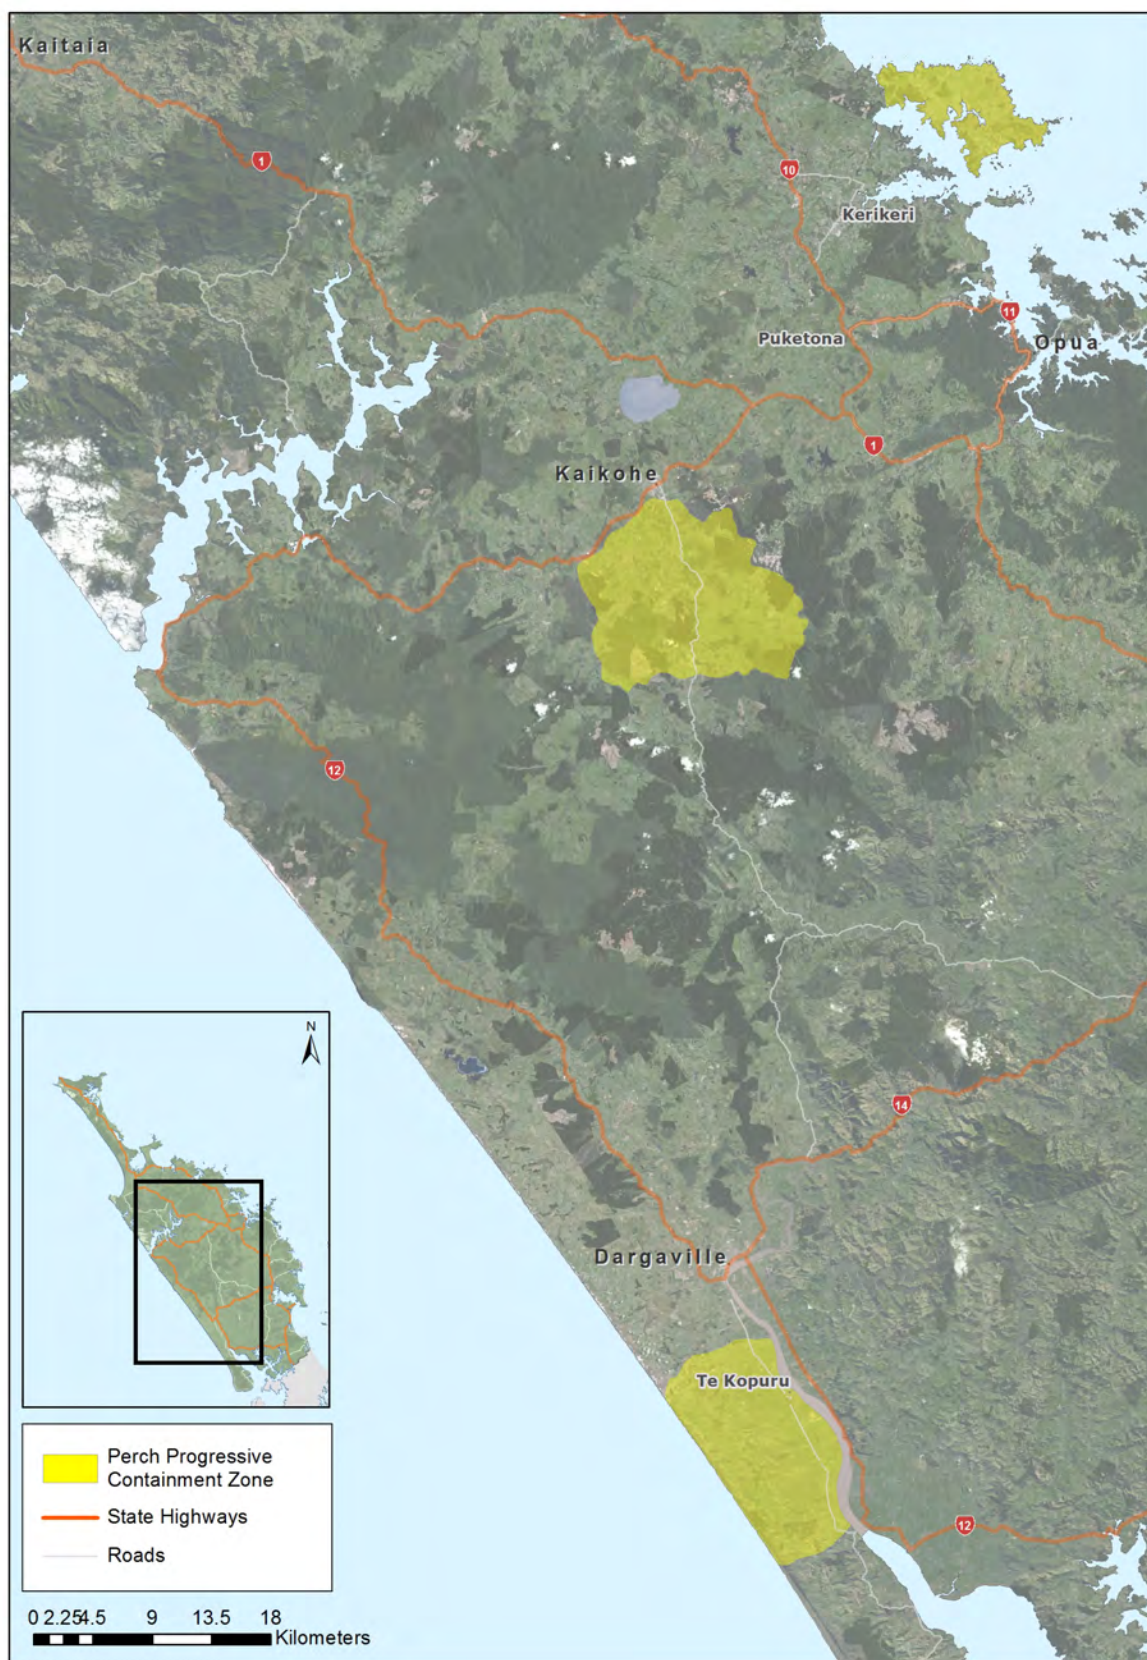 Kaitaia
1
10
Kerikeri
11
Puketona
Opua
1
Kaikohe
12
N
14
Dargaville
Te Kopuru
12
Perch Progressive
Containment Zone
State Highways
Roads
0 2.25 4.5 9 13.5 18
Kilometers